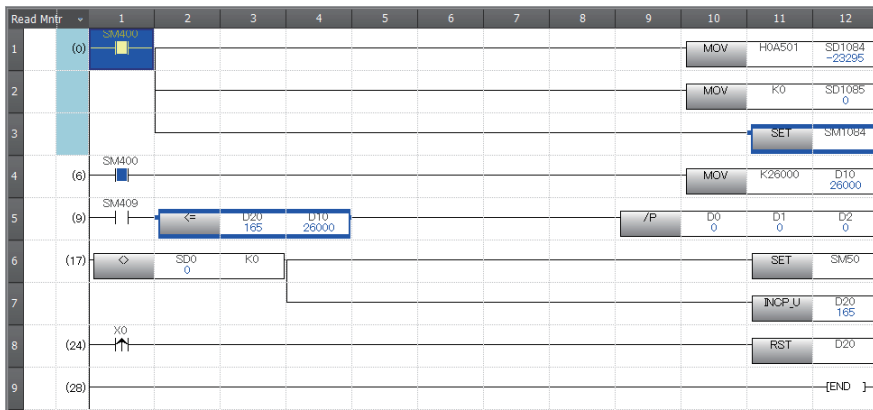 Read Mntr 1 2 3 4 5 6 7 8 9 10 11 12
SM400
1 (0) MOV H0A501 SD1084
-23295
2 MOV K0 SD1085
0
3 SET SM1084
SM400
4 (6) MOV K26000 D10
26000
SM409
5 (9) <= D20 D10 /P D0 D1 D2
165 26000 0 0 0
6 (17) <> SD0 K0 SET SM50
0
7 INCP_U D20
165
X0
8 (24) RST D20
9 (28) [END ]